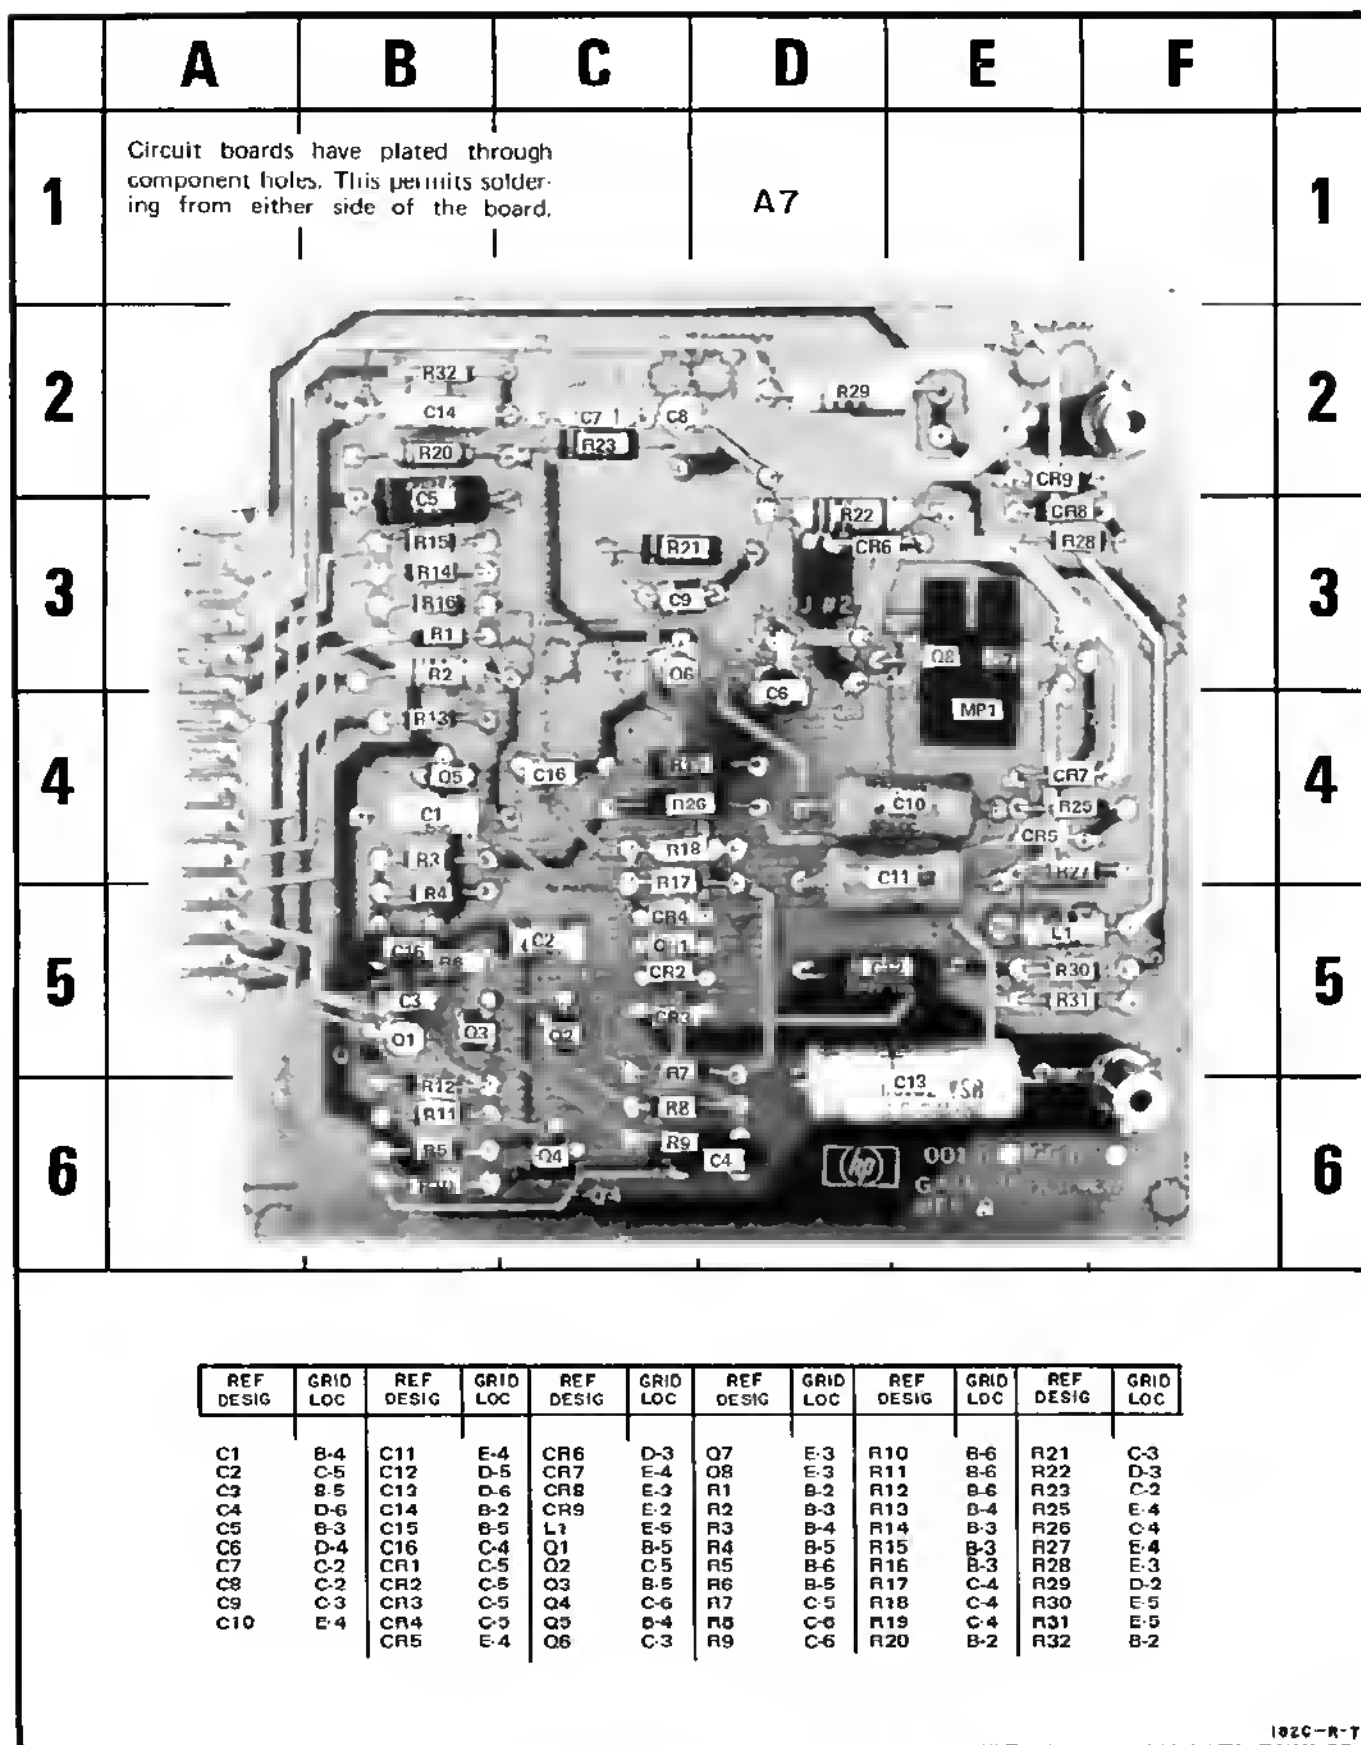 A B C D E F
Circuit boards have plated through
component holes. This permits solder-
ing from either side of the board.
1 A7 1
2 2
R32
R29
C14 C7 C8
R20 R23
CR9
C5
R22 CR8
R15 R21 CR6 R28
R14
3 3
R16 C9 J #2
R1
R2 Q6 Q8
C6
R13 MP1
4 4
Q5 C16 CR7
C1 R26 C10 R25
R18 CR5
R3 R17 C11 R27
R4
CR4
C2 L1
C15 R6
CR2 R30
5 5
C3 R31
CR3
Q1 Q3 Q2
R7
R12 C13
R11 R8
R5 Q4 R9 C4 hp
6 6
REF DESIG GRID LOC REF DESIG GRID LOC REF DESIG GRID LOC REF DESIG GRID LOC REF DESIG GRID LOC REF DESIG GRID LOC
C1 B-4 C11 E-4 CR6 D-3 Q7 E-3 R10 B-6 R21 C-3
C2 C-5 C12 D-5 CR7 E-4 Q8 E-3 R11 B-6 R22 D-3
C3 B-5 C13 D-6 CR8 E-3 R1 B-2 R12 B-6 R23 C-2
C4 D-6 C14 B-2 CR9 E-2 R2 B-3 R13 B-4 R25 E-4
C5 B-3 C15 B-5 L1 E-5 R3 B-4 R14 B-3 R26 C-4
C6 D-4 C16 C-4 Q1 B-5 R4 B-5 R15 B-3 R27 E-4
C7 C-2 CR1 C-5 Q2 C-5 R5 B-6 R16 B-3 R28 E-3
C8 C-2 CR2 C-5 Q3 B-5 R6 B-5 R17 C-4 R29 D-2
C9 C-3 CR3 C-5 Q4 C-6 R7 C-5 R18 C-4 R30 E-5
C10 E-4 CR4 C-5 Q5 B-4 R8 C-6 R19 C-4 R31 E-5
CR5 E-4 Q6 C-3 R9 C-6 R20 B-2 R32 B-2
182C-R-7